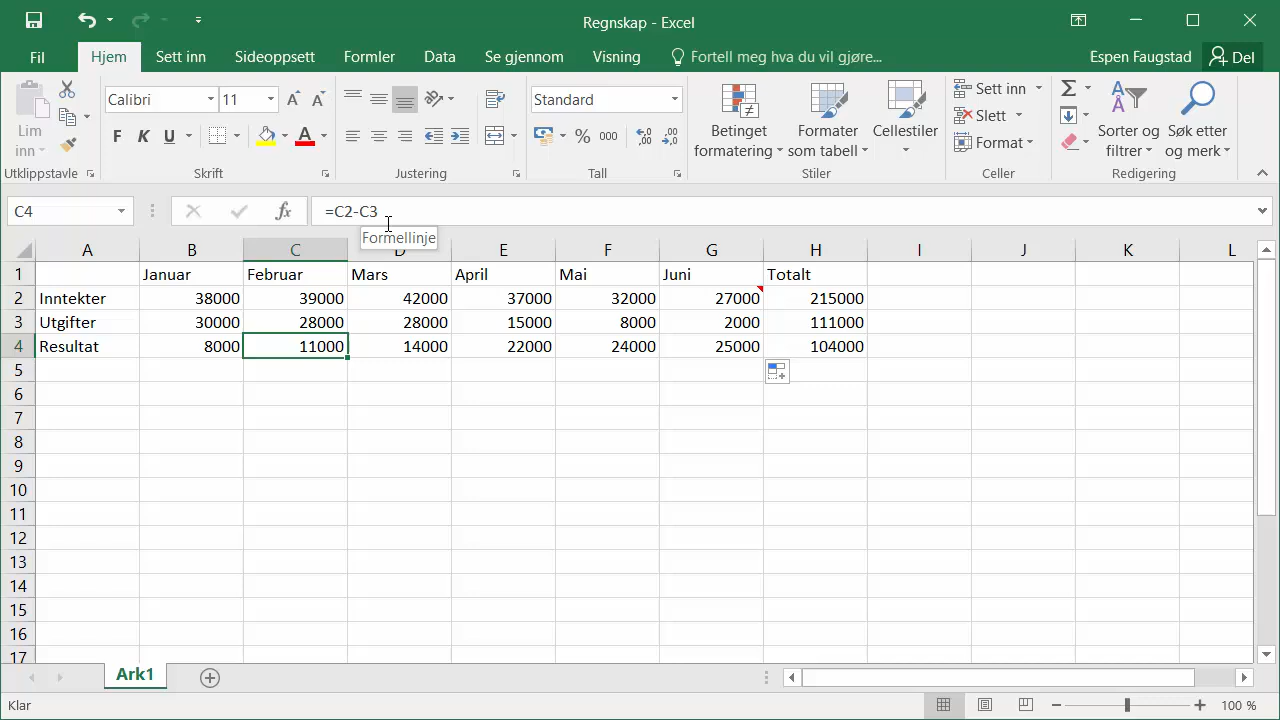 Regnskap - Excel
Fil Hjem Sett inn Sideoppsett Formler Data Se gjennom Visning Fortell meg hva du vil gjøre... Espen Faugstad Del
Lim inn
Utklippstavle
Calibri 11
F K U A
Skrift
Justering
Standard
% 000
Tall
Betinget formatering
Formater som tabell
Cellestiler
Stiler
Sett inn
Slett
Format
Celler
Sorter og filtrer
Søk etter og merk
Redigering
C4 fx =C2-C3
Formellinje
A B C D E F G H I J K L
1 Januar Februar Mars April Mai Juni Totalt
2 Inntekter 38000 39000 42000 37000 32000 27000 215000
3 Utgifter 30000 28000 28000 15000 8000 2000 111000
4 Resultat 8000 11000 14000 22000 24000 25000 104000
5
6
7
8
9
10
11
12
13
14
15
16
17
Ark1
Klar 100 %